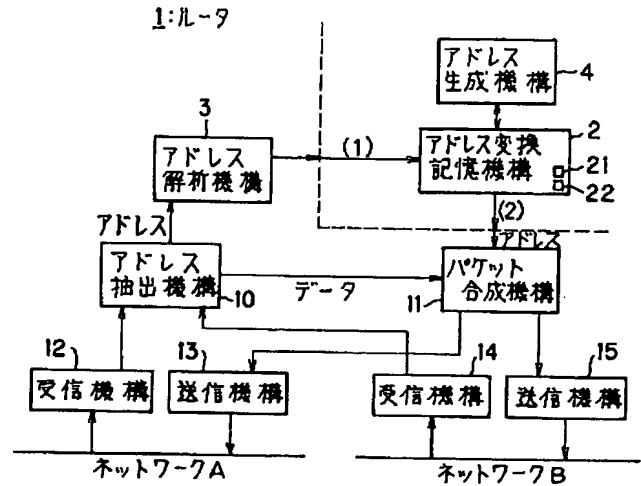 1:ルータ
アドレス
生成機構
4
3
アドレス
解析機構
(1)
2
アドレス変換
記憶機構
21
22
(2)
アドレス
アドレス
アドレス
抽出機構
10
データ
パケット
合成機構
11
12
受信機構
13
送信機構
14
受信機構
15
送信機構
ネットワークA
ネットワークB